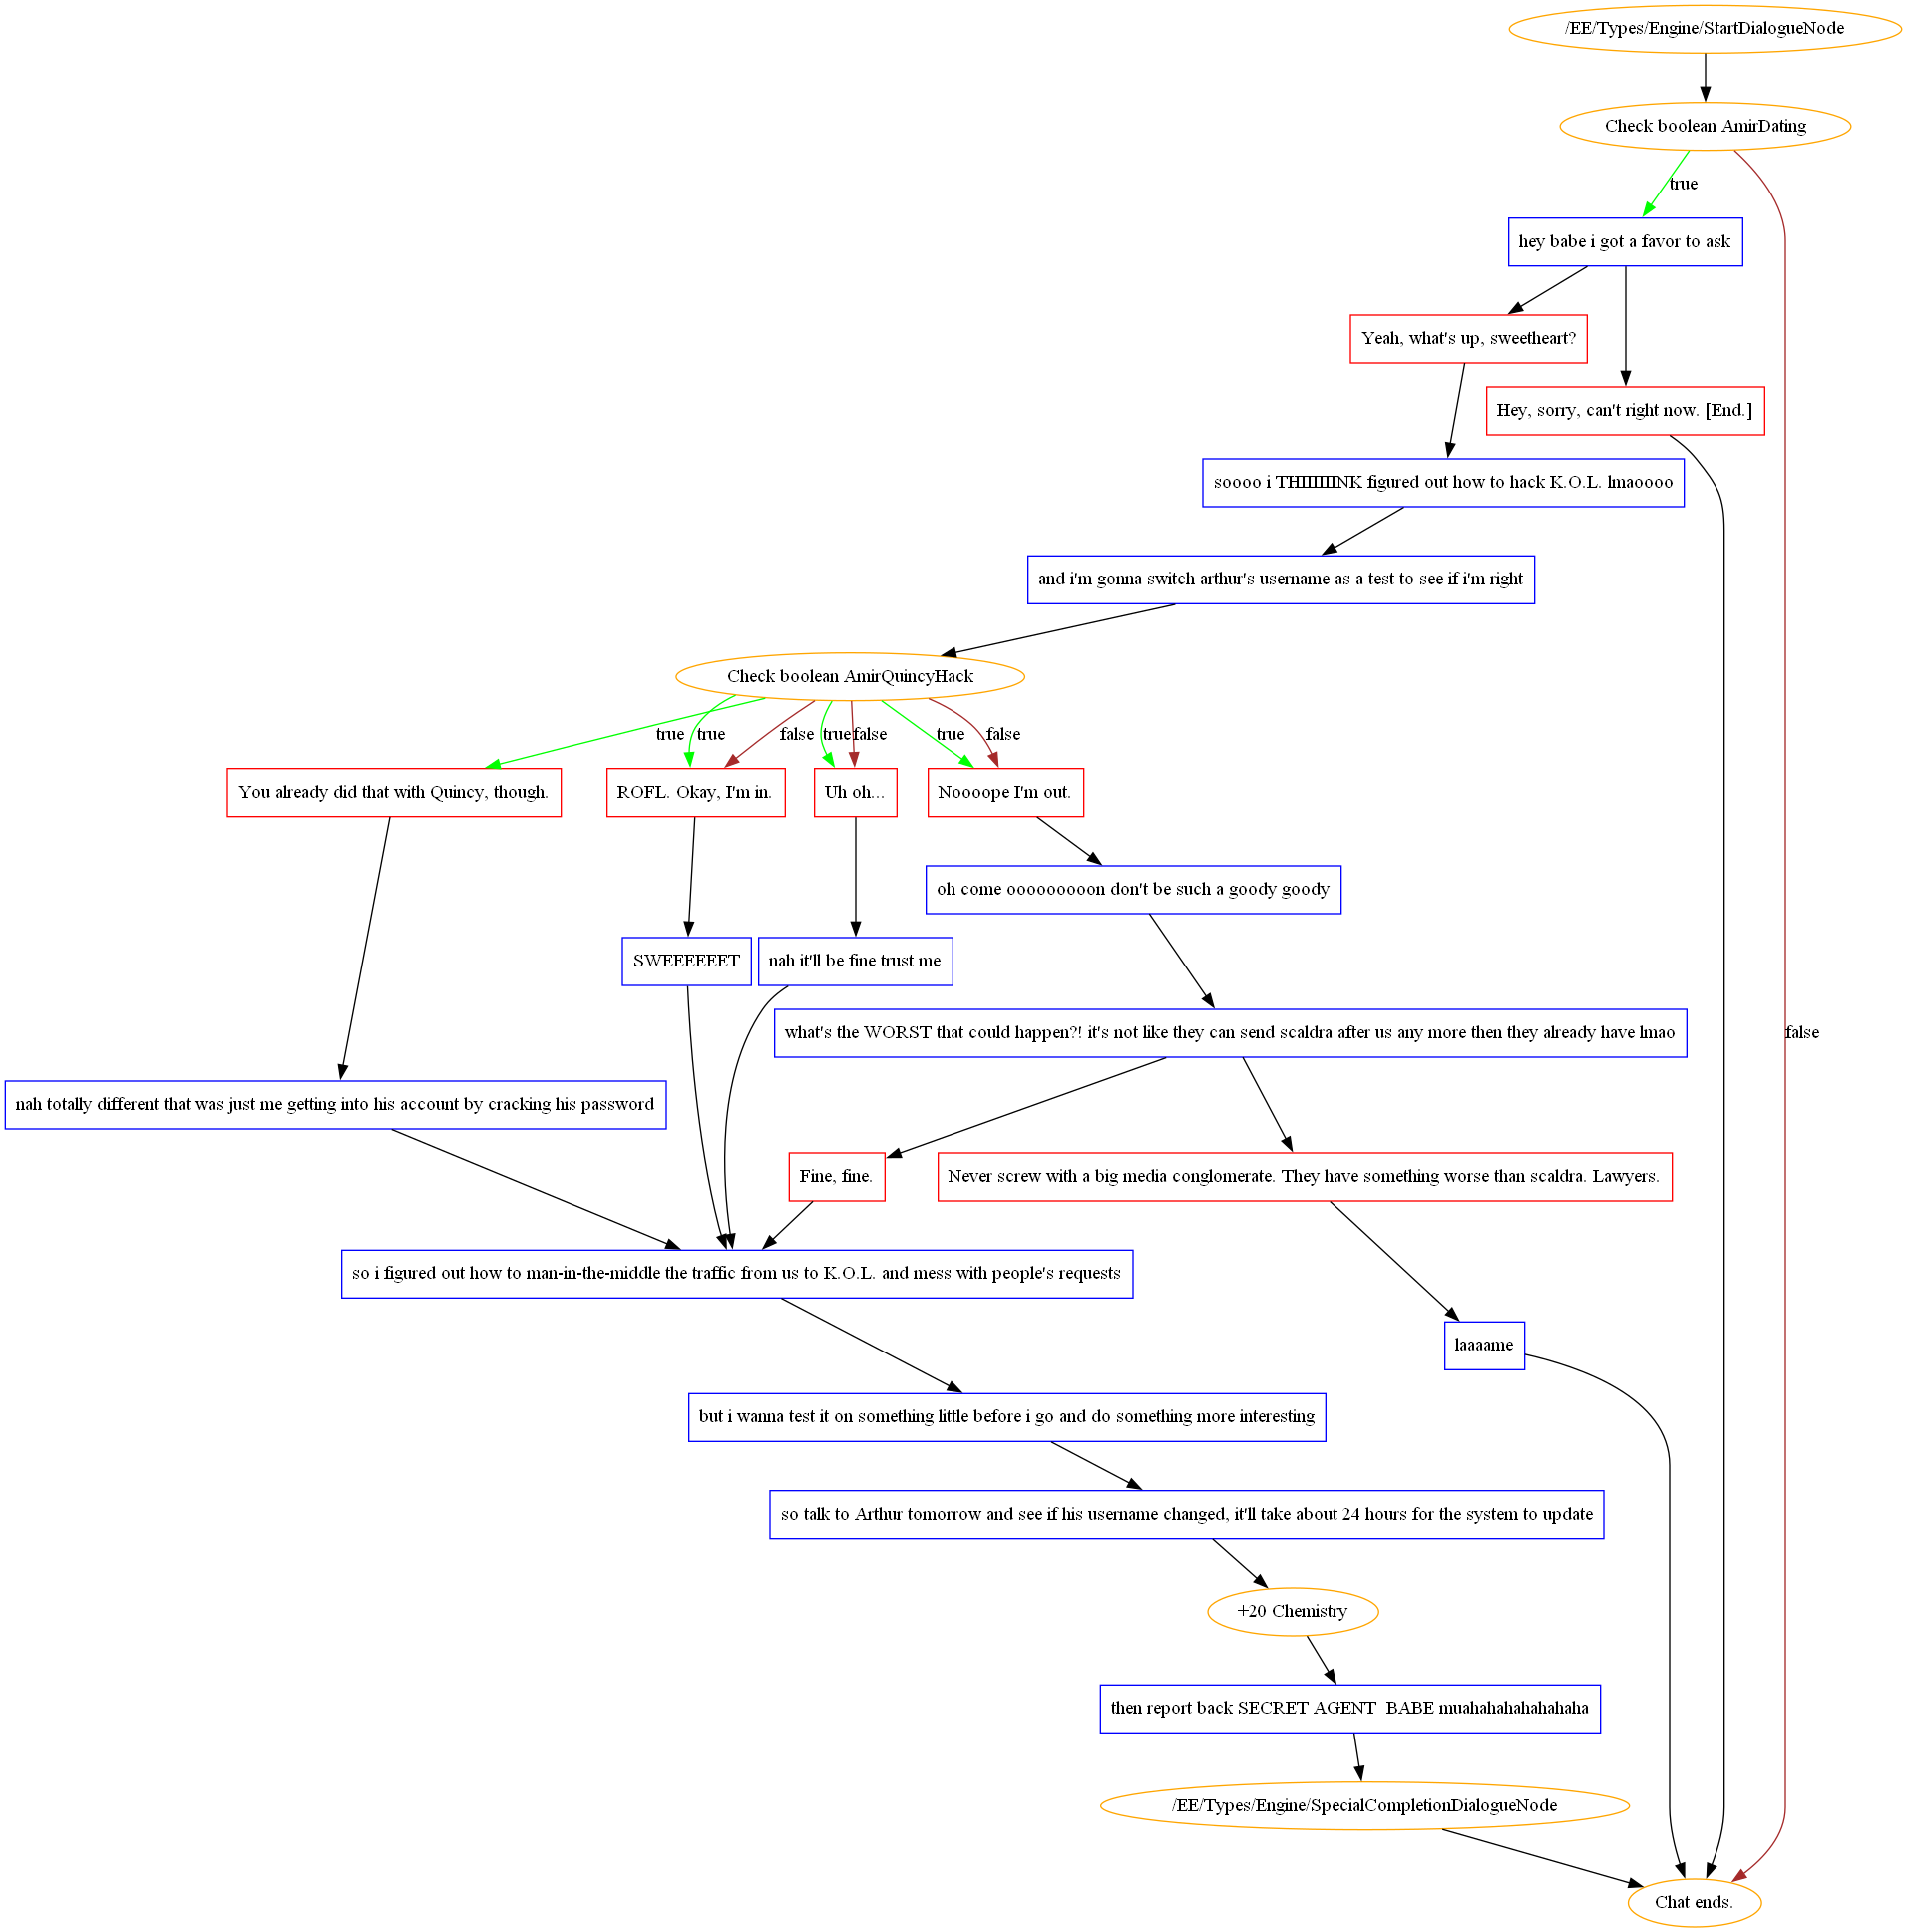 /EE/Types/Engine/StartDialogueNode
Check boolean AmirDating
true
hey babe i got a favor to ask
Yeah, what's up, sweetheart?
Hey, sorry, can't right now. [End.]
soooo i THIIIIIINK figured out how to hack K.O.L. lmaoooo
and i'm gonna switch arthur's username as a test to see if i'm right
Check boolean AmirQuincyHack
true
true
false
true
false
true
false
You already did that with Quincy, though.
ROFL. Okay, I'm in.
Uh oh...
Noooope I'm out.
oh come ooooooooon don't be such a goody goody
SWEEEEEET
nah it'll be fine trust me
what's the WORST that could happen?! it's not like they can send scaldra after us any more then they already have lmao
false
nah totally different that was just me getting into his account by cracking his password
Fine, fine.
Never screw with a big media conglomerate. They have something worse than scaldra. Lawyers.
so i figured out how to man-in-the-middle the traffic from us to K.O.L. and mess with people's requests
laaaame
but i wanna test it on something little before i go and do something more interesting
so talk to Arthur tomorrow and see if his username changed, it'll take about 24 hours for the system to update
+20 Chemistry
then report back SECRET AGENT  BABE muahahahahahahaha
/EE/Types/Engine/SpecialCompletionDialogueNode
Chat ends.